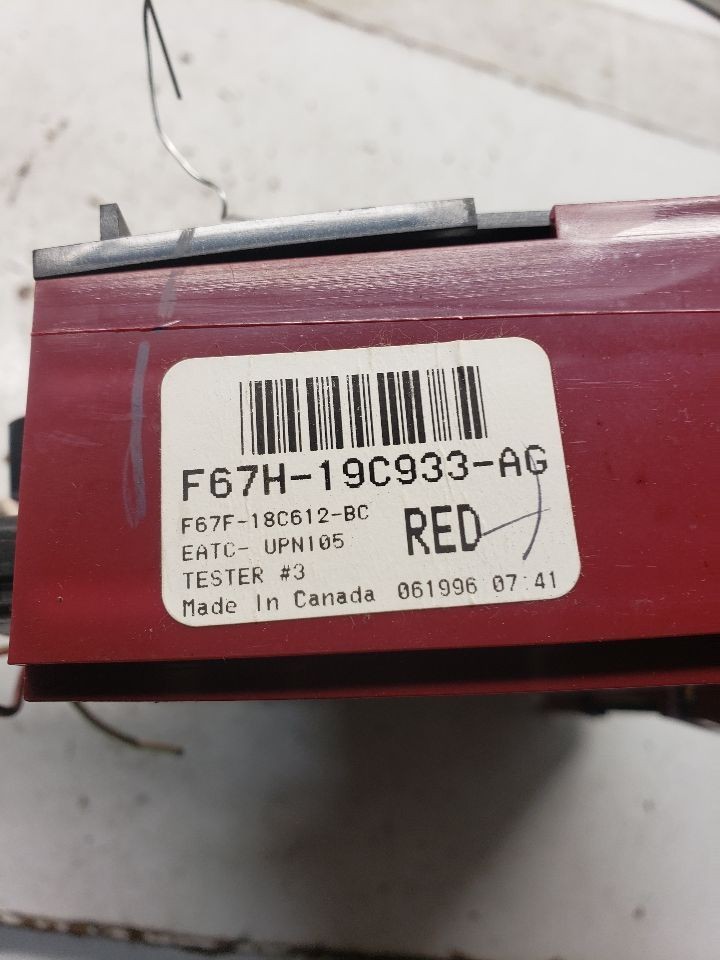 F67H-19C933-AG
F67F-18C612-BC
RED
EATC- UPN105
TESTER #3
Made In Canada 061996 07:41